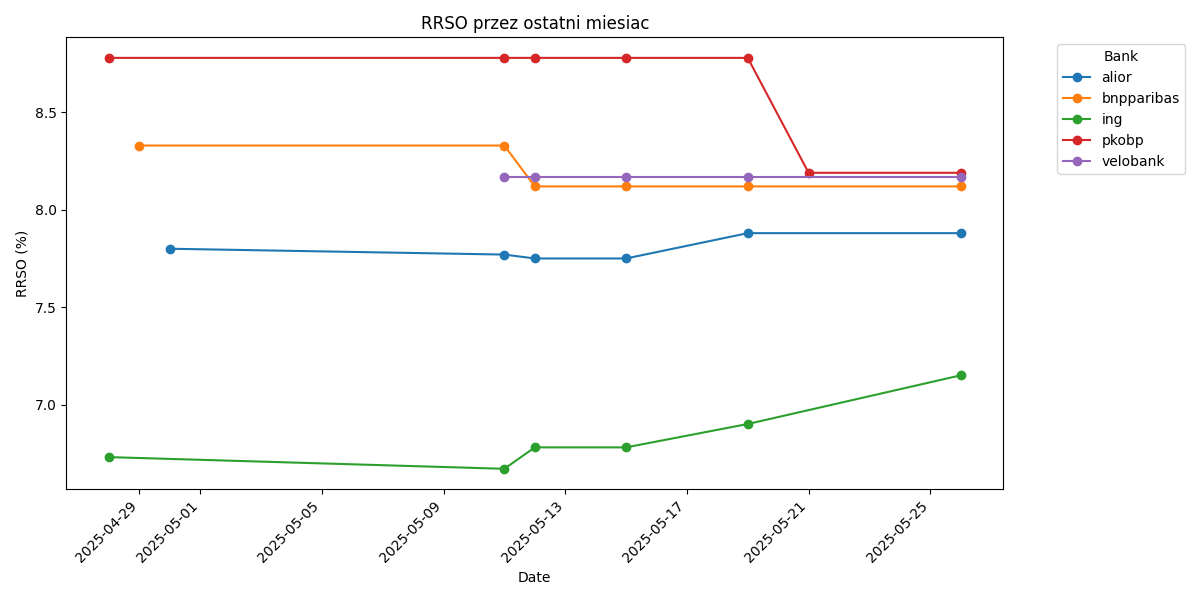 RRSO przez ostatni miesiac
RRSO (%)
8.5
8.0
7.5
7.0
2025-04-29
2025-05-01
2025-05-05
2025-05-09
2025-05-13
2025-05-17
2025-05-21
2025-05-25
Date
Bank
alior
bnpparibas
ing
pkobp
velobank